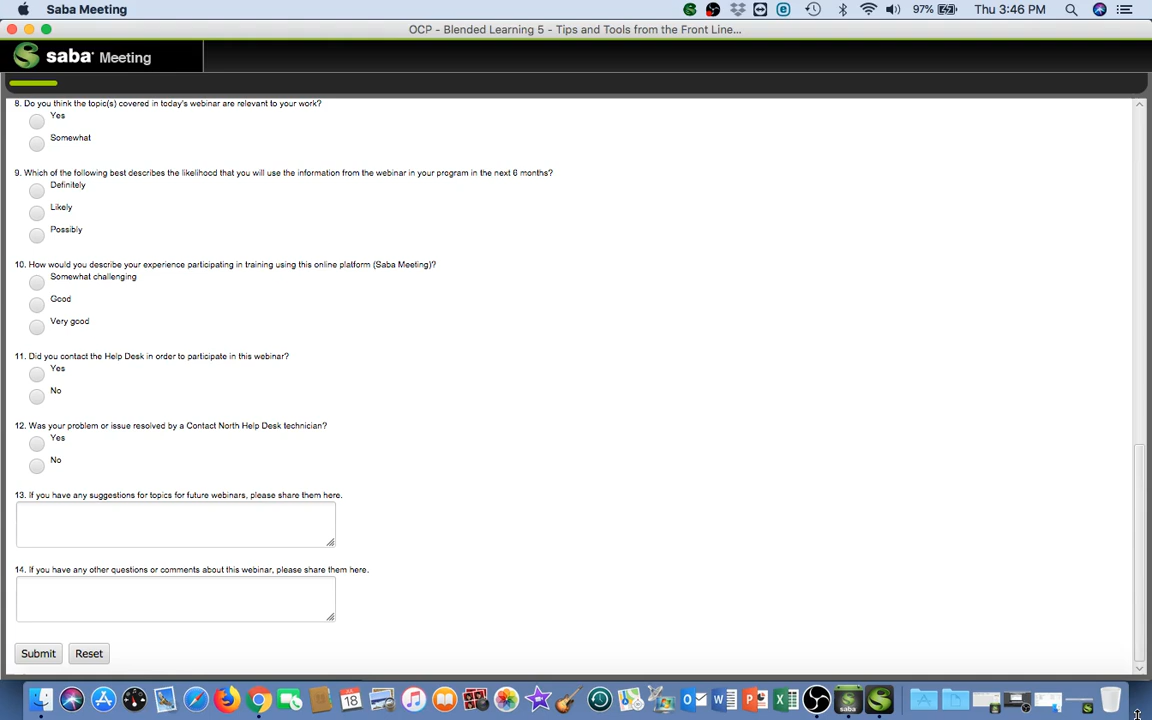 Saba Meeting
97%
Thu 3:46 PM
OCP - Blended Learning 5 - Tips and Tools from the Front Line...
saba Meeting
8. Do you think the topic(s) covered in today's webinar are relevant to your work?
Yes
Somewhat
9. Which of the following best describes the likelihood that you will use the information from the webinar in your program in the next 6 months?
Definitely
Likely
Possibly
10. How would you describe your experience participating in training using this online platform (Saba Meeting)?
Somewhat challenging
Good
Very good
11. Did you contact the Help Desk in order to participate in this webinar?
Yes
No
12. Was your problem or issue resolved by a Contact North Help Desk technician?
Yes
No
13. If you have any suggestions for topics for future webinars, please share them here.
14. If you have any other questions or comments about this webinar, please share them here.
Submit
Reset
18
saba